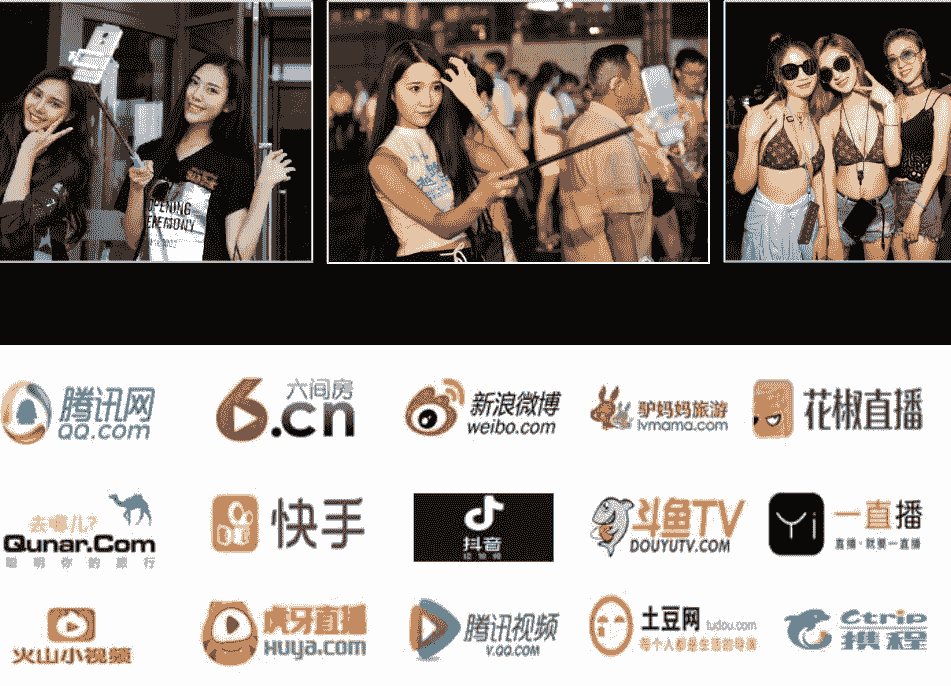 OPENING
CEREMONY
腾讯网
QQ.com
六间房
6.cn
新浪微博
weibo.com
驴妈妈旅游
lvmama.com
花椒直播
去哪儿?
Qunar.Com
聪明你的旅行
快手
抖音
短视频
斗鱼TV
DOUYUTV.COM
Yi
一直播
直播·就要一直播
火山小视频
虎牙直播
HUYA.com
腾讯视频
V.QQ.COM
土豆网 tudou.com
每个人都是生活的导演
Ctrip
携程